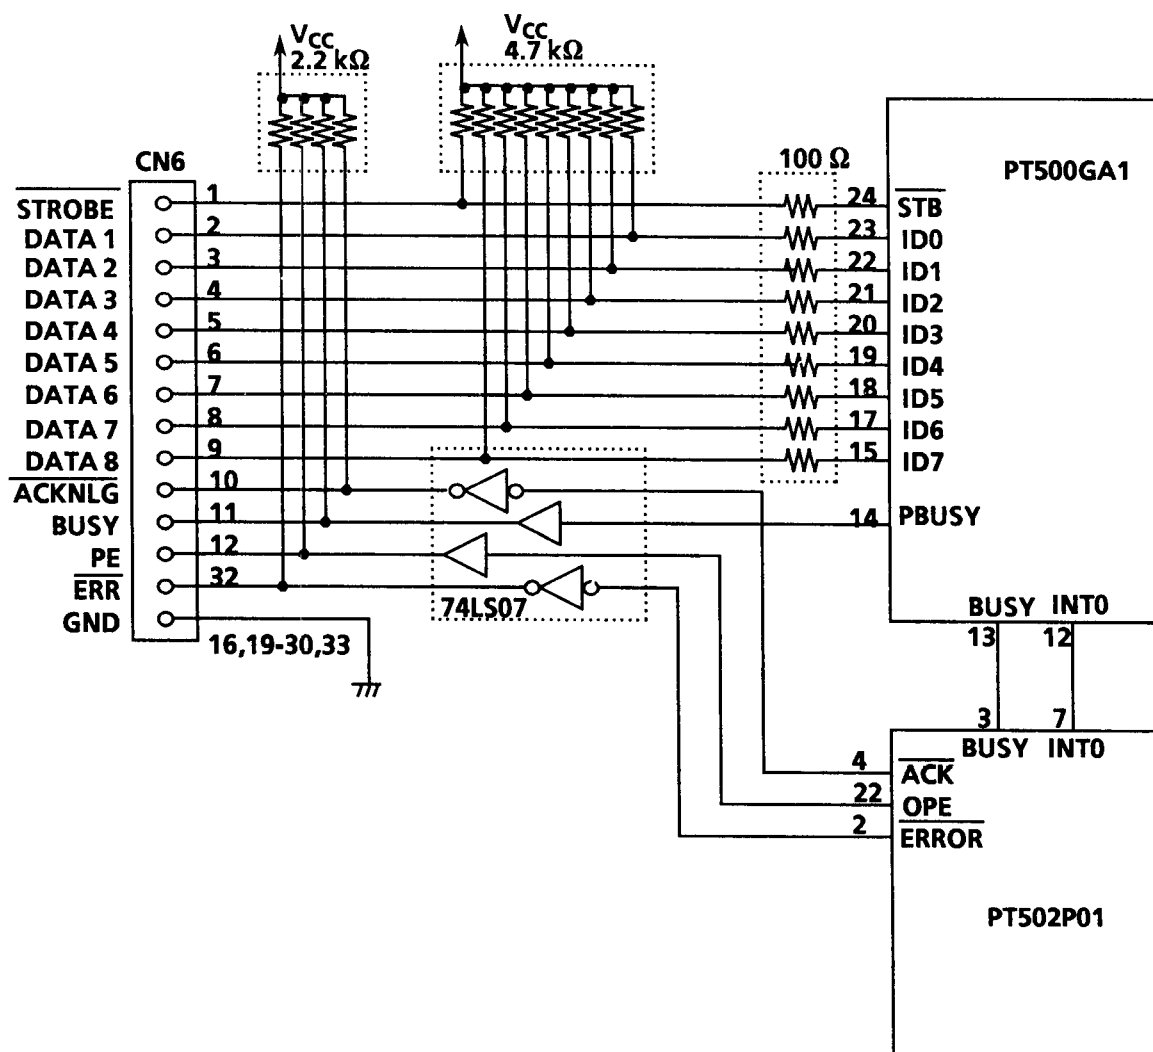 VCC
2.2 kΩ
VCC
4.7 kΩ
CN6
100 Ω
PT500GA1
STROBE 1 24 STB
DATA 1 2 23 ID0
DATA 2 3 22 ID1
DATA 3 4 21 ID2
DATA 4 5 20 ID3
DATA 5 6 19 ID4
DATA 6 7 18 ID5
DATA 7 8 17 ID6
DATA 8 9 15 ID7
ACKNLG 10
BUSY 11 14 PBUSY
PE 12
ERR 32
74LS07
GND
16,19-30,33
BUSY INT0
13 12
3 7
BUSY INT0
4 ACK
22 OPE
2 ERROR
PT502P01